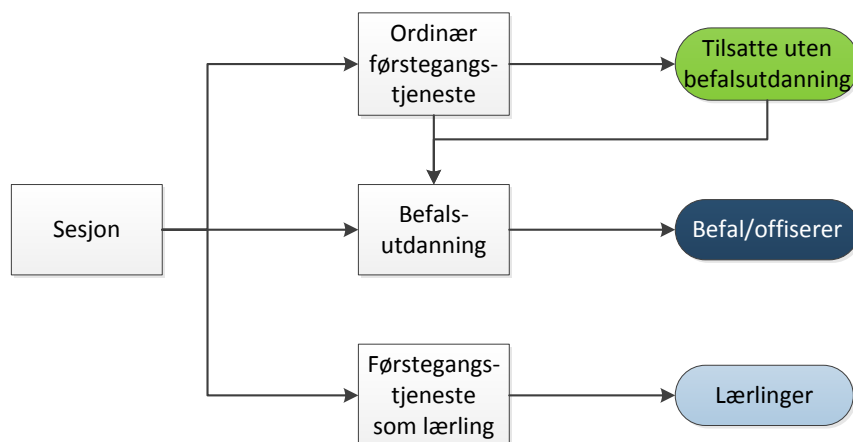 Ordinær
førstegangs-
tjeneste
Tilsatte uten
befalsutdanning
Sesjon
Befals-
utdanning
Befal/offiserer
Førstegangs-
tjeneste
som lærling
Lærlinger